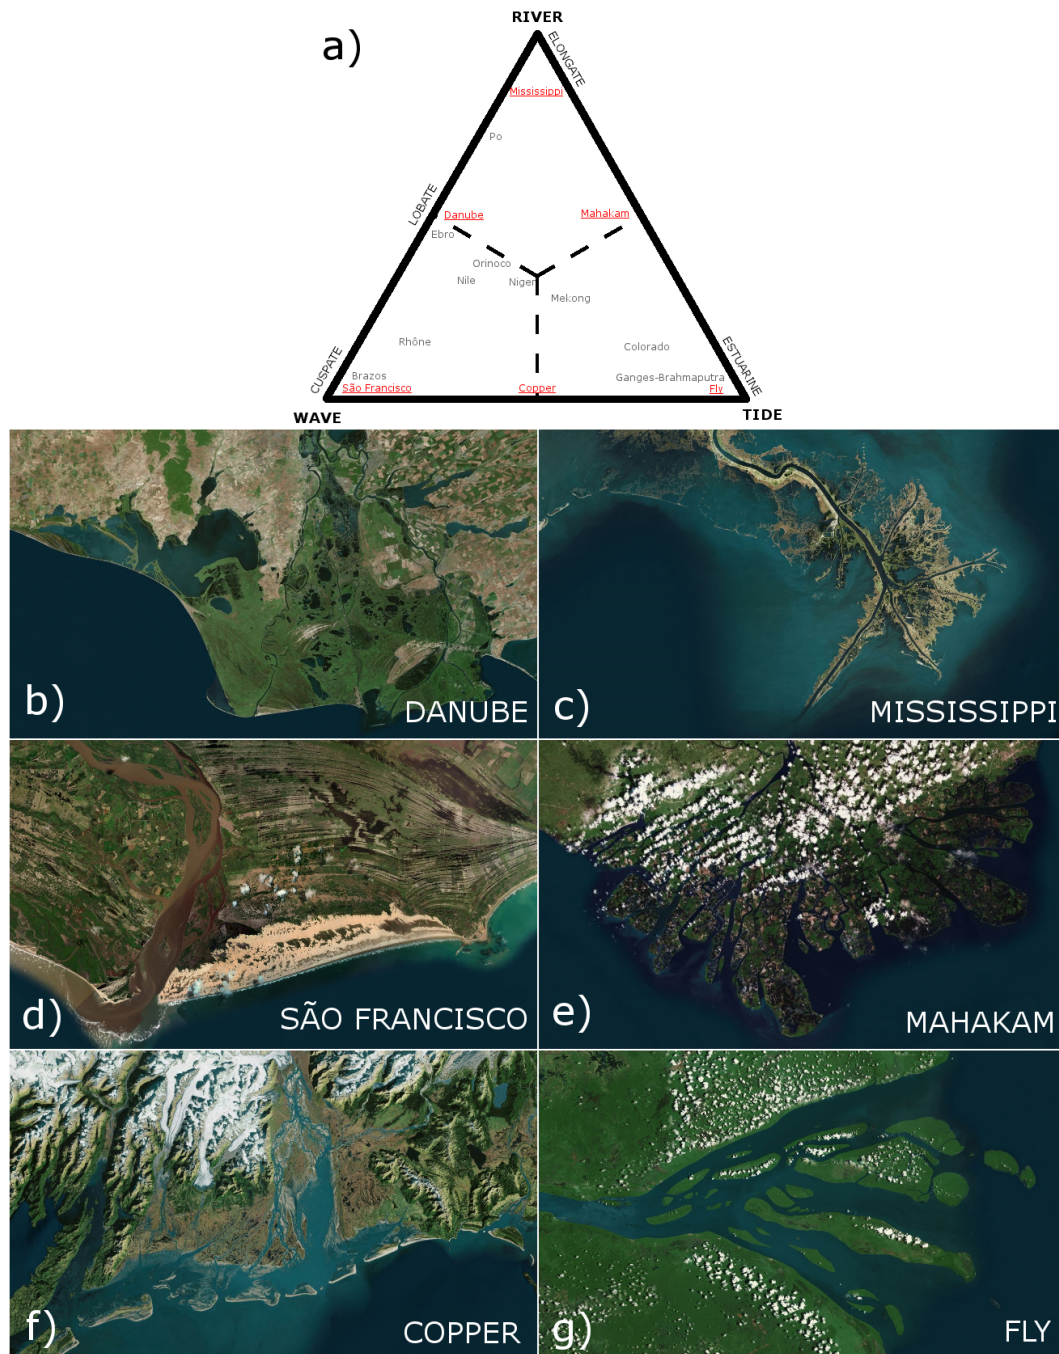 RIVER
a)
ELONGATE
Mississippi
Po
LOBATE
Danube
Mahakam
Ebro
Orinoco
Nile
Niger
Mekong
Rhône
Colorado
CUSPATE
ESTUARINE
Brazos
Ganges-Brahmaputra
São Francisco
Copper
Fly
WAVE
TIDE
b)
DANUBE
c)
MISSISSIPPI
d)
SÃO FRANCISCO
e)
MAHAKAM
f)
COPPER
g)
FLY